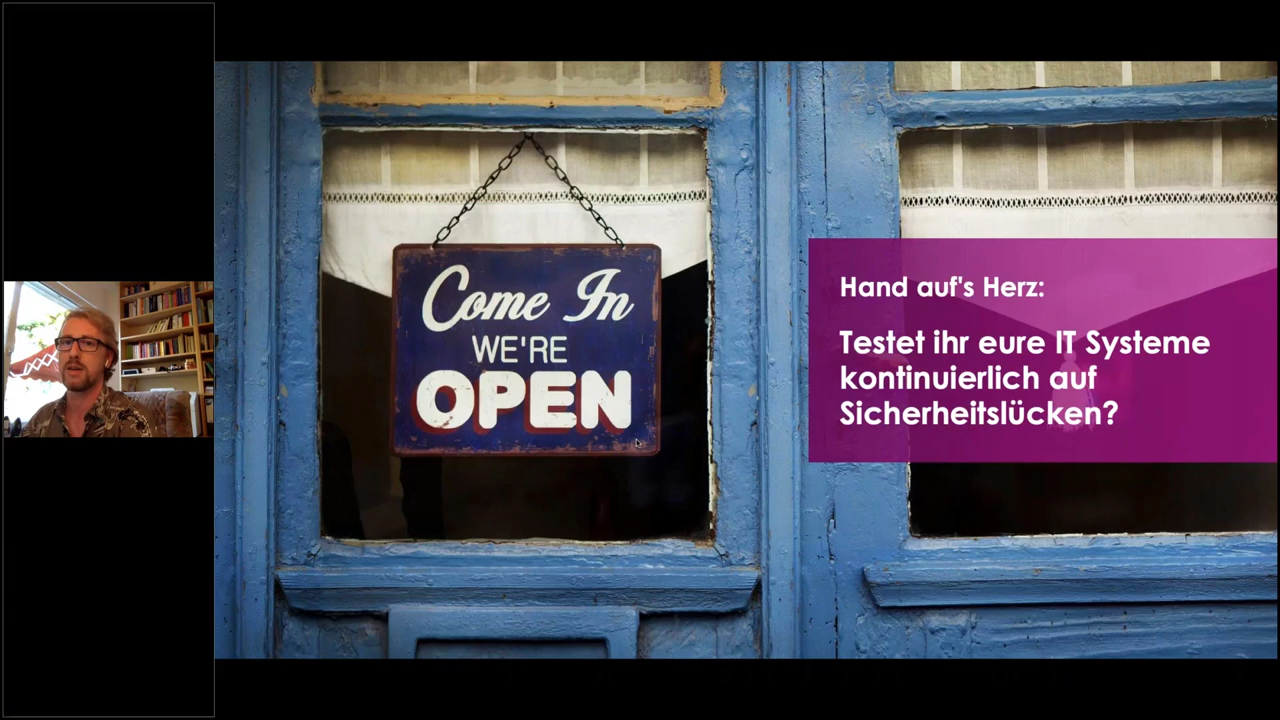 Come In
WE'RE
OPEN
Hand auf's Herz:
Testet ihr eure IT Systeme
kontinuierlich auf
Sicherheitslücken?